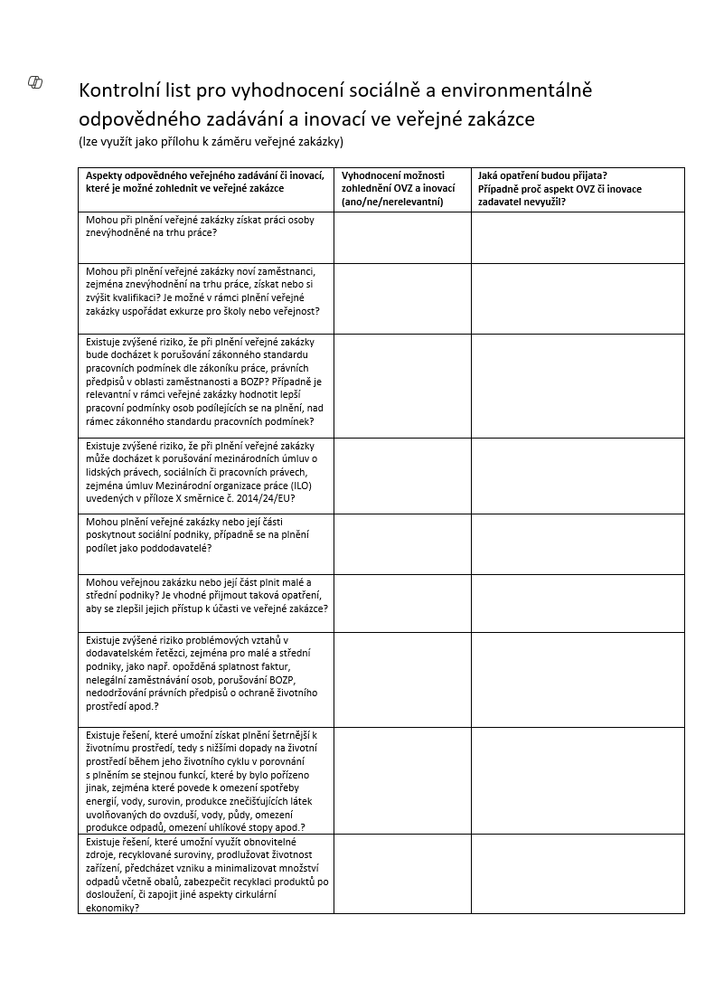 Kontrolní list pro vyhodnocení sociálně a environmentálně
odpovědného zadávání a inovací ve veřejné zakázce
(lze využít jako přílohu k záměru veřejné zakázky)
Aspekty odpovědného veřejného zadávání či inovací,
které je možné zohlednit ve veřejné zakázce
Vyhodnocení možnosti
zohlednění OVZ a inovací
(ano/ne/nerelevantní)
Jaká opatření budou přijata?
Případně proč aspekt OVZ či inovace
zadavatel nevyužil?
Mohou při plnění veřejné zakázky získat práci osoby
znevýhodněné na trhu práce?
Mohou při plnění veřejné zakázky noví zaměstnanci,
zejména znevýhodnění na trhu práce, získat nebo si
zvýšit kvalifikaci? Je možné v rámci plnění veřejné
zakázky uspořádat exkurze pro školy nebo veřejnost?
Existuje zvýšené riziko, že při plnění veřejné zakázky
bude docházet k porušování zákonného standardu
pracovních podmínek dle zákoníku práce, právních
předpisů v oblasti zaměstnanosti a BOZP? Případně je
relevantní v rámci veřejné zakázky hodnotit lepší
pracovní podmínky osob podílejících se na plnění, nad
rámec zákonného standardu pracovních podmínek?
Existuje zvýšené riziko, že při plnění veřejné zakázky
může docházet k porušování mezinárodních úmluv o
lidských právech, sociálních či pracovních právech,
zejména úmluv Mezinárodní organizace práce (ILO)
uvedených v příloze X směrnice č. 2014/24/EU?
Mohou plnění veřejné zakázky nebo její části
poskytnout sociální podniky, případně se na plnění
podílet jako poddodavatelé?
Mohou veřejnou zakázku nebo její část plnit malé a
střední podniky? Je vhodné přijmout taková opatření,
aby se zlepšil jejich přístup k účasti ve veřejné zakázce?
Existuje zvýšené riziko problémových vztahů v
dodavatelském řetězci, zejména pro malé a střední
podniky, jako např. opožděná splatnost faktur,
nelegální zaměstnávání osob, porušování BOZP,
nedodržování právních předpisů o ochraně životního
prostředí apod.?
Existuje řešení, které umožní získat plnění šetrnější k
životnímu prostředí, tedy s nižšími dopady na životní
prostředí během jeho životního cyklu v porovnání
s plněním se stejnou funkcí, které by bylo pořízeno
jinak, zejména které povede k omezení spotřeby
energií, vody, surovin, produkce znečišťujících látek
uvolňovaných do ovzduší, vody, půdy, omezení
produkce odpadů, omezení uhlíkové stopy apod.?
Existuje řešení, které umožní využít obnovitelné
zdroje, recyklované suroviny, prodlužovat životnost
zařízení, předcházet vzniku a minimalizovat množství
odpadů včetně obalů, zabezpečit recyklaci produktů po
dosloužení, či zapojit jiné aspekty cirkulární
ekonomiky?